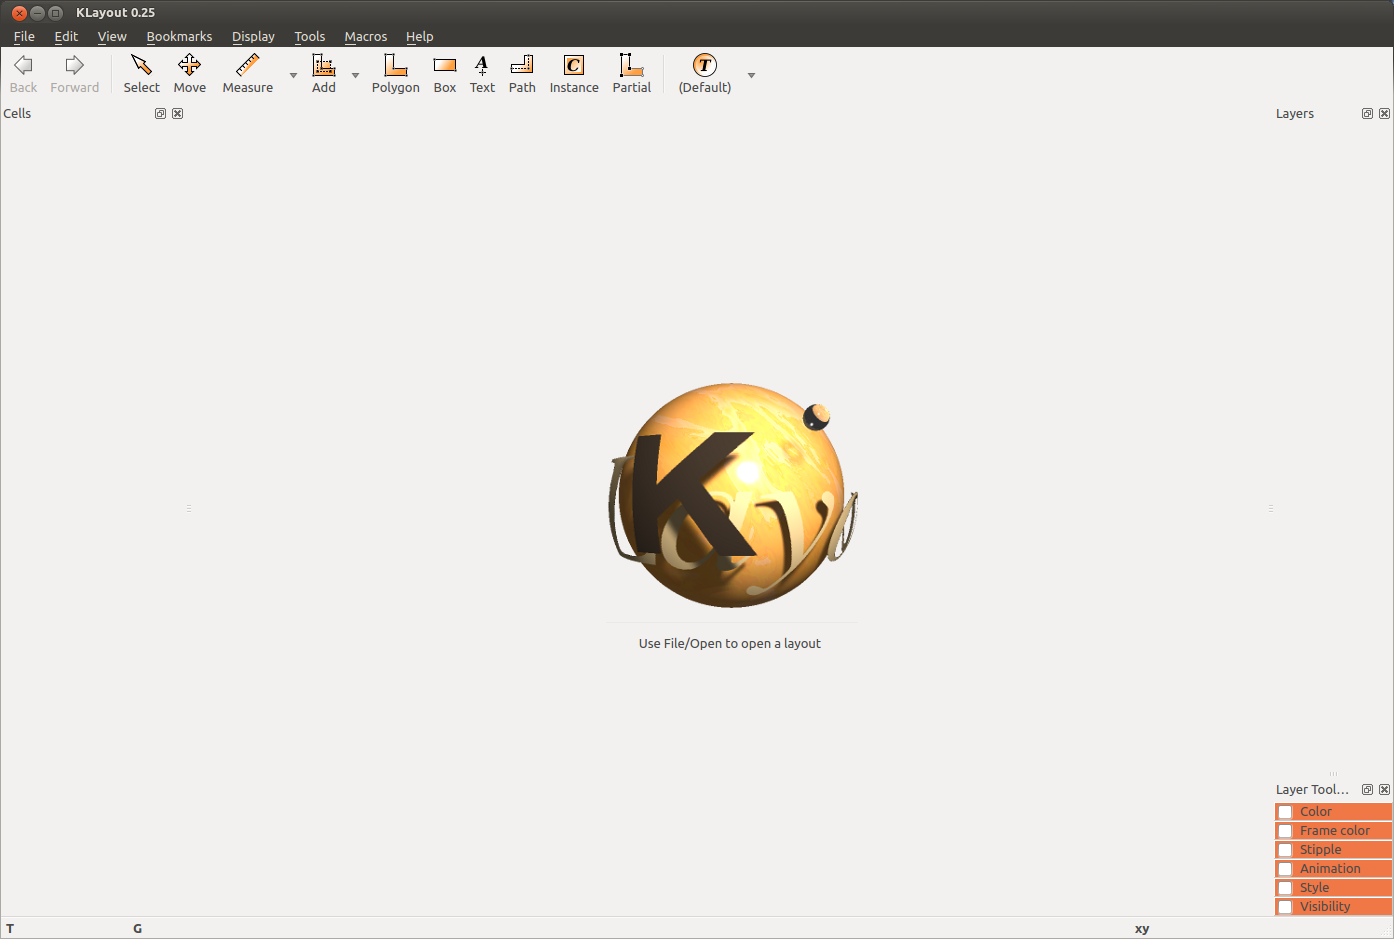 KLayout 0.25
File Edit View Bookmarks Display Tools Macros Help
Back Forward Select Move Measure Add Polygon Box Text Path Instance Partial (Default)
Cells
Layers
K
Layo
Use File/Open to open a layout
Layer Tool...
Color
Frame color
Stipple
Animation
Style
Visibility
T G xy